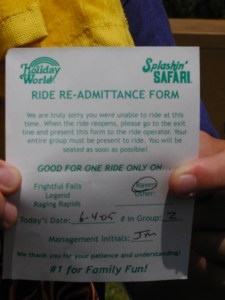 Holiday World
Splashin' SAFARI
RIDE RE-ADMITTANCE FORM
We are truly sorry you were unable to ride at this
time. When the ride reopens, please go to the exit
line and present this form to the ride operator. Your
entire group must be present to ride. You will be
seated as soon as possible!
GOOD FOR ONE RIDE ONLY ON...
Frightful Falls
Raven
Legend
Other:
Raging Rapids
Today's Date: 6-4-05 # in Group: 2
Management Initials: Jm
We thank you for your patience and understanding!
#1 for Family Fun!